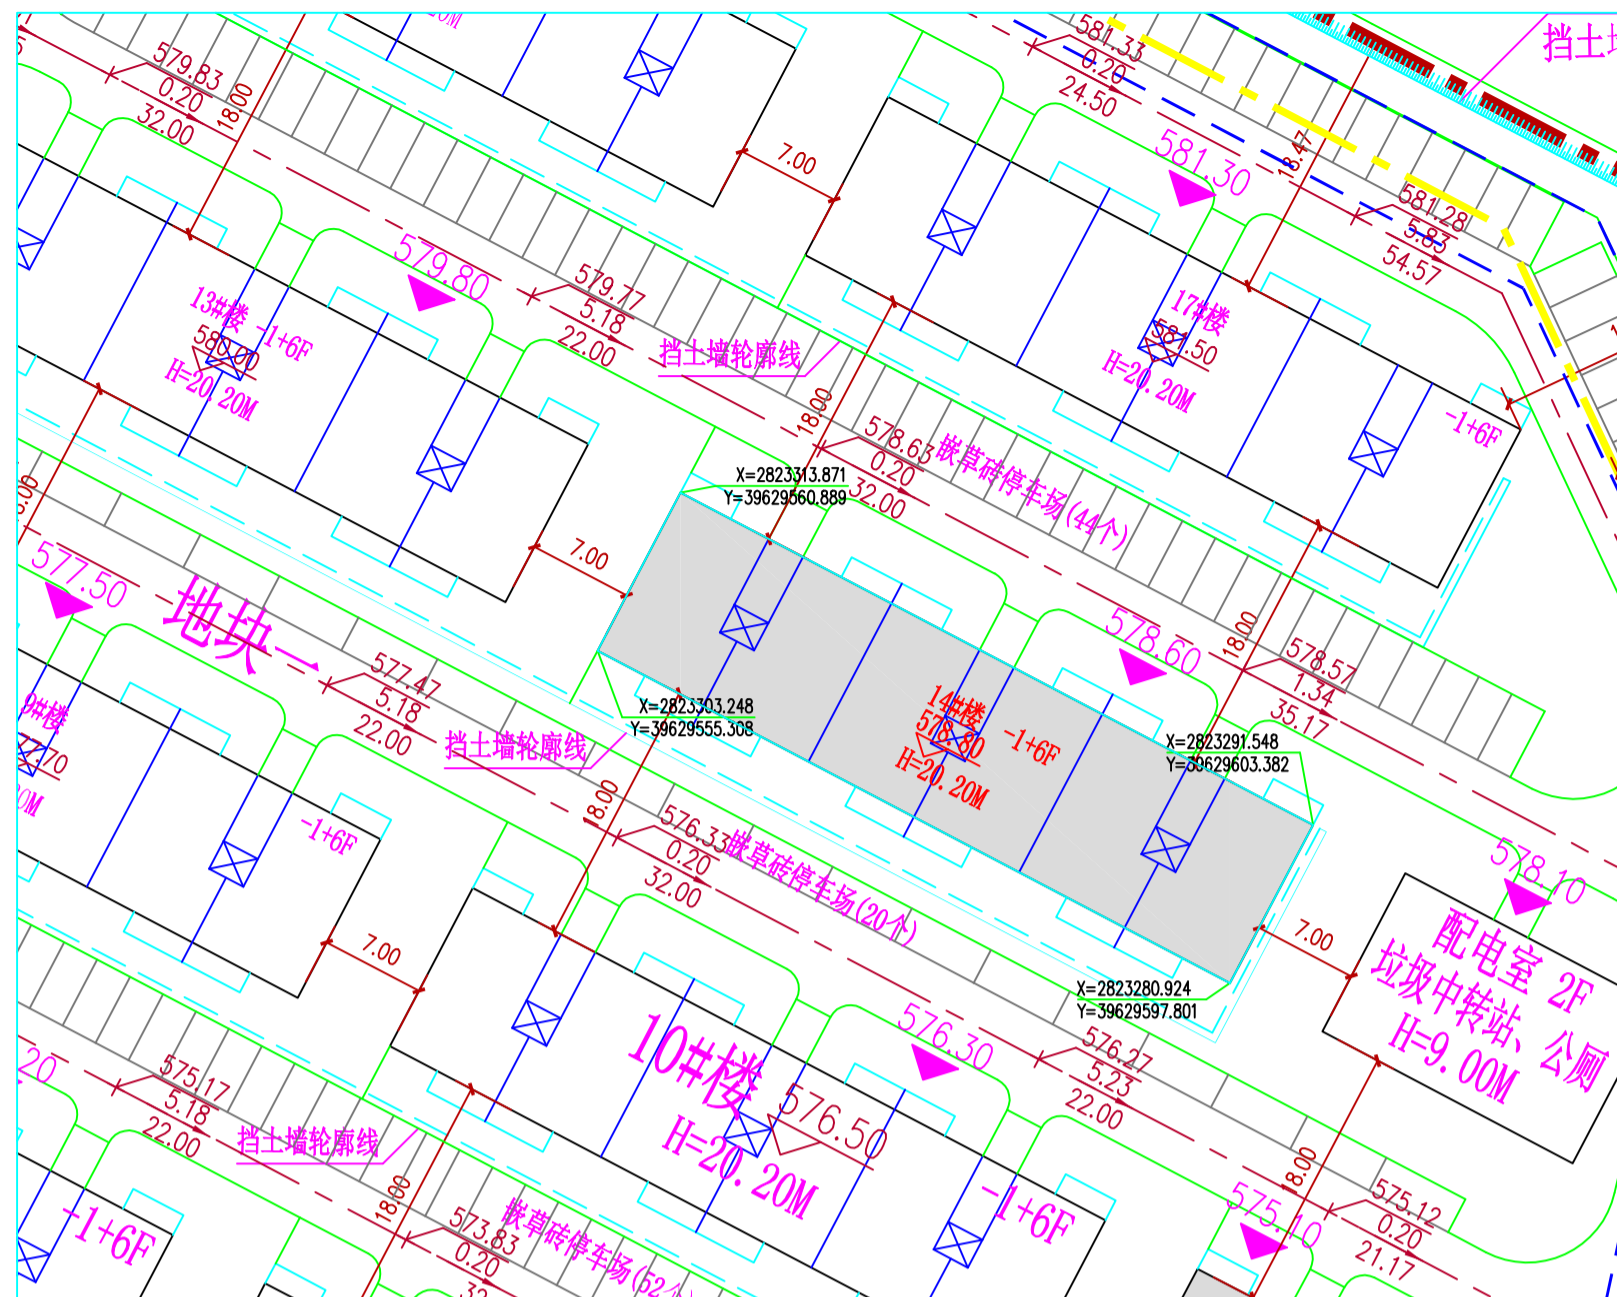 挡土
581.33
0.20
24.50
579.83
0.20
32.00
18.00
7.00
581.30
18.47
581.28
5.83
54.57
579.80
579.77
5.18
22.00
挡土墙轮廓线
13#楼 -1+6F
580.00
H=20.20M
17#楼
581.50
H=20.20M
-1+6F
18.00
578.63
0.20
32.00
嵌草砖停车场(44个)
X=2823313.871
Y=39629560.889
7.00
577.50
地块一
577.47
5.18
22.00
578.60
18.00
578.57
1.34
35.17
9#楼
-1+6F
挡土墙轮廓线
X=2823303.248
Y=39629555.308
14#楼 -1+6F
578.80
H=20.20M
X=2823291.548
Y=39629603.382
18.00
576.33
0.20
32.00
嵌草砖停车场(20个)
578.10
7.00
7.00
配电室 2F
垃圾中转站、公厕
H=9.00M
X=2823280.924
Y=39629597.801
10#楼
576.50
H=20.20M
-1+6F
576.30
576.27
5.23
22.00
575.17
5.18
22.00
挡土墙轮廓线
18.00
573.83
0.20
嵌草砖停车场(52个
-1+6F
18.00
575.10
575.12
0.20
21.17